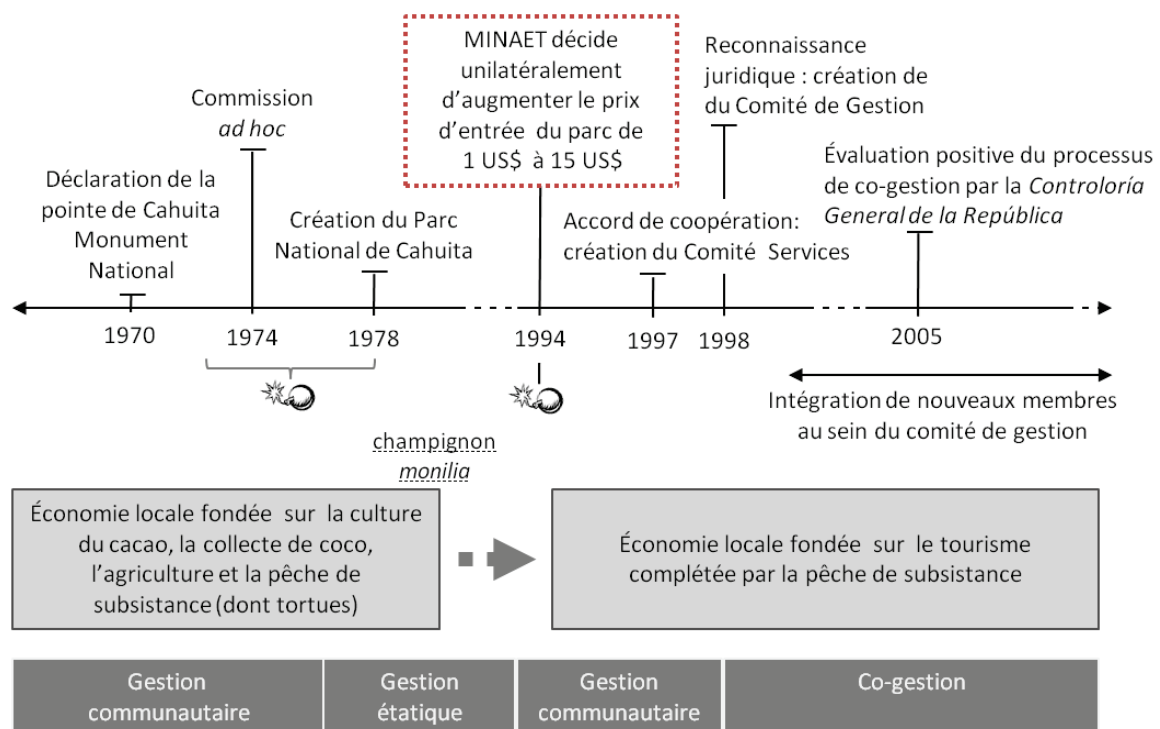 MINAET décide
unilatéralement
d'augmenter le prix
d'entrée du parc de
1 US$ à 15 US$
Reconnaissance
juridique : création de
du Comité de Gestion
Commission
ad hoc
Évaluation positive du processus
de co-gestion par la Controloría
General de la República
Déclaration de la
pointe de Cahuita
Monument
National
Création du Parc
National de Cahuita
Accord de coopération:
création du Comité Services
1970
1974
1978
1994
1997
1998
2005
Intégration de nouveaux membres
au sein du comité de gestion
champignon
monilia
Économie locale fondée sur la culture
du cacao, la collecte de coco,
l'agriculture et la pêche de
subsistance (dont tortues)
Économie locale fondée sur le tourisme
complétée par la pêche de subsistance
Gestion
communautaire
Gestion
étatique
Gestion
communautaire
Co-gestion